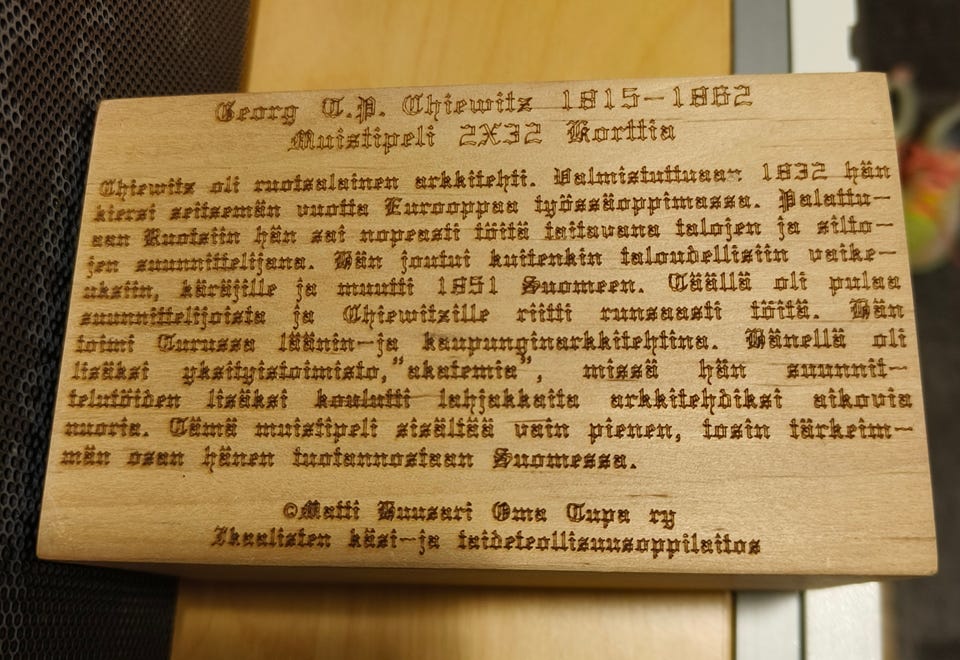 Georg T.P. Chiewitz 1815-1862
Muistipeli 2X32 Korttia
Chiewitz oli ruotsalainen arkkitehti. Valmistuttuaan 1832 hän
kiersi seitsemän vuotta Eurooppaa työssäoppimassa. Palattu-
aan Ruotsiin hän sai nopeasti töitä taitavana talojen ja silto-
jen suunnittelijana. Hän joutui kuitenkin taloudellisiin vaike-
uksiin, käräjille ja muutti 1851 Suomeen. Täällä oli pulaa
suunnittelijoista ja Chiewitzille riitti runsaasti töitä. Hän
toimi Turussa läänin-ja kaupunginarkkitehtina. Hänellä oli
lisäksi yksityistoimisto,"akatemia", missä hän suunnit-
telutöiden lisäksi koulutti lahjakkaita arkkitehdiksi aikovia
nuoria. Tämä muistipeli sisältää vain pienen, tosin tärkeim-
män osan hänen tuotannostaan Suomessa.
©Matti Huusari Oma Tupa ry
Ikaalisten käsi-ja taideteollisuusoppilaitos